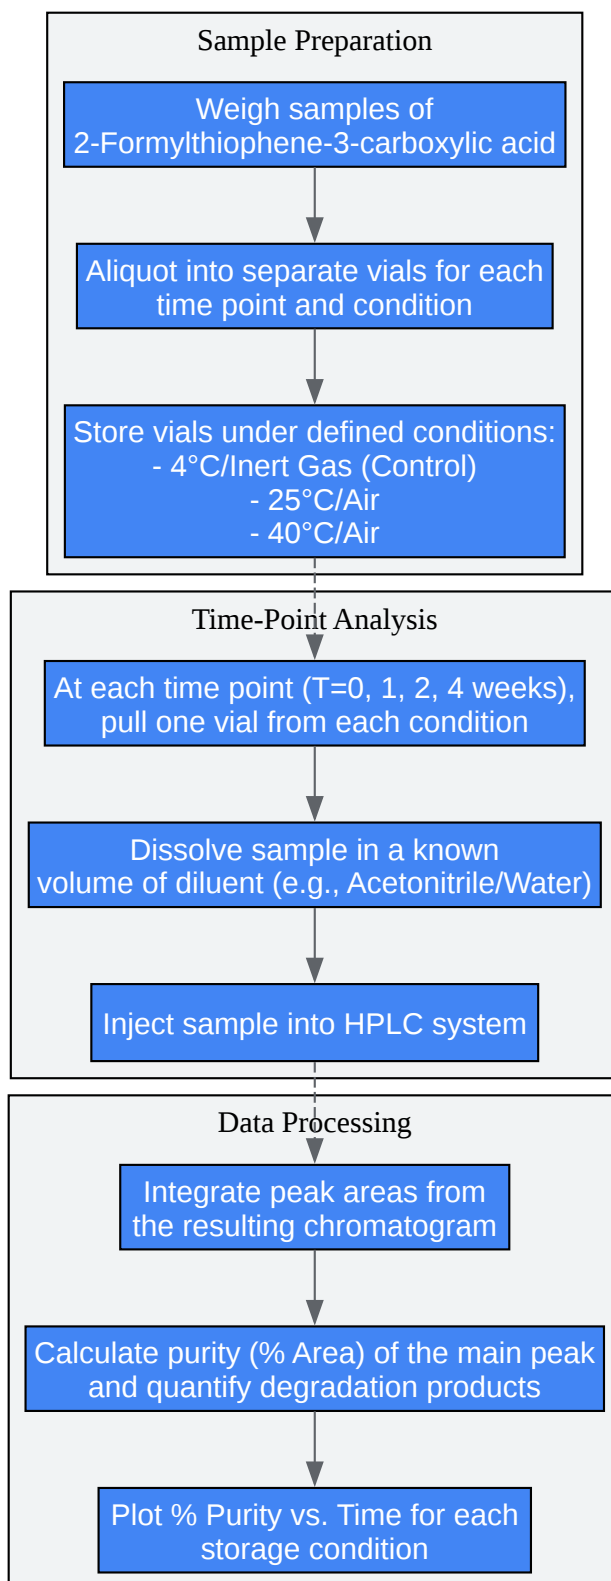 Sample Preparation
Weigh samples of
2-Formylthiophene-3-carboxylic acid
Aliquot into separate vials for each
time point and condition
Store vials under defined conditions:
- 4°C/Inert Gas (Control)
- 25°C/Air
- 40°C/Air
Time-Point Analysis
At each time point (T=0, 1, 2, 4 weeks),
pull one vial from each condition
Dissolve sample in a known
volume of diluent (e.g., Acetonitrile/Water)
Inject sample into HPLC system
Data Processing
Integrate peak areas from
the resulting chromatogram
Calculate purity (% Area) of the main peak
and quantify degradation products
Plot % Purity vs. Time for each
storage condition